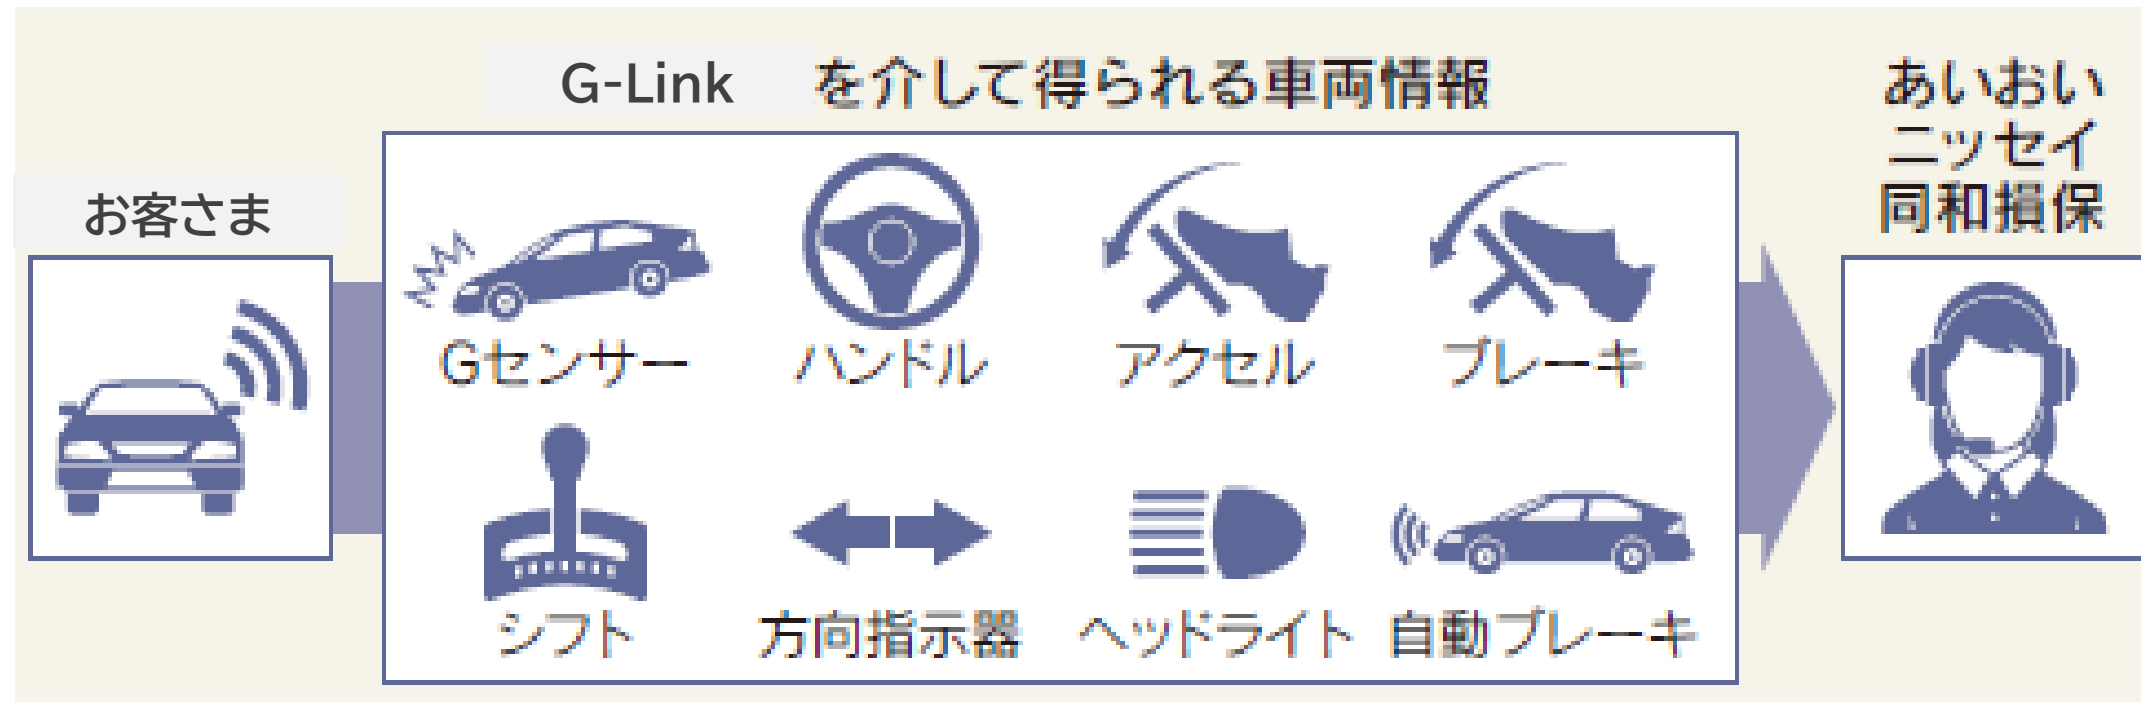 G-Link を介して得られる車両情報
お客さま
Gセンサー
ハンドル
アクセル
ブレーキ
シフト
方向指示器
ヘッドライト
自動ブレーキ
あいおい
ニッセイ
同和損保